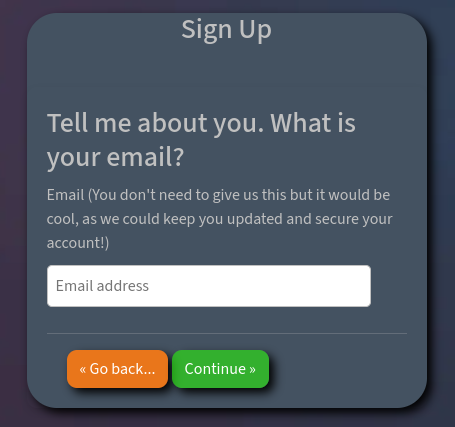 Sign Up
Tell me about you. What is
your email?
Email (You don't need to give us this but it would be
cool, as we could keep you updated and secure your
account!)
Email address
« Go back... Continue »